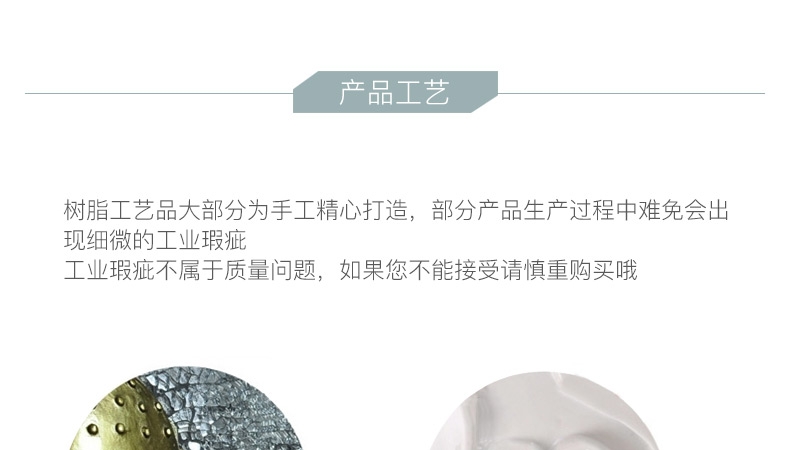 产品工艺
树脂工艺品大部分为手工精心打造，部分产品生产过程中难免会出
现细微的工业瑕疵
工业瑕疵不属于质量问题，如果您不能接受请慎重购买哦